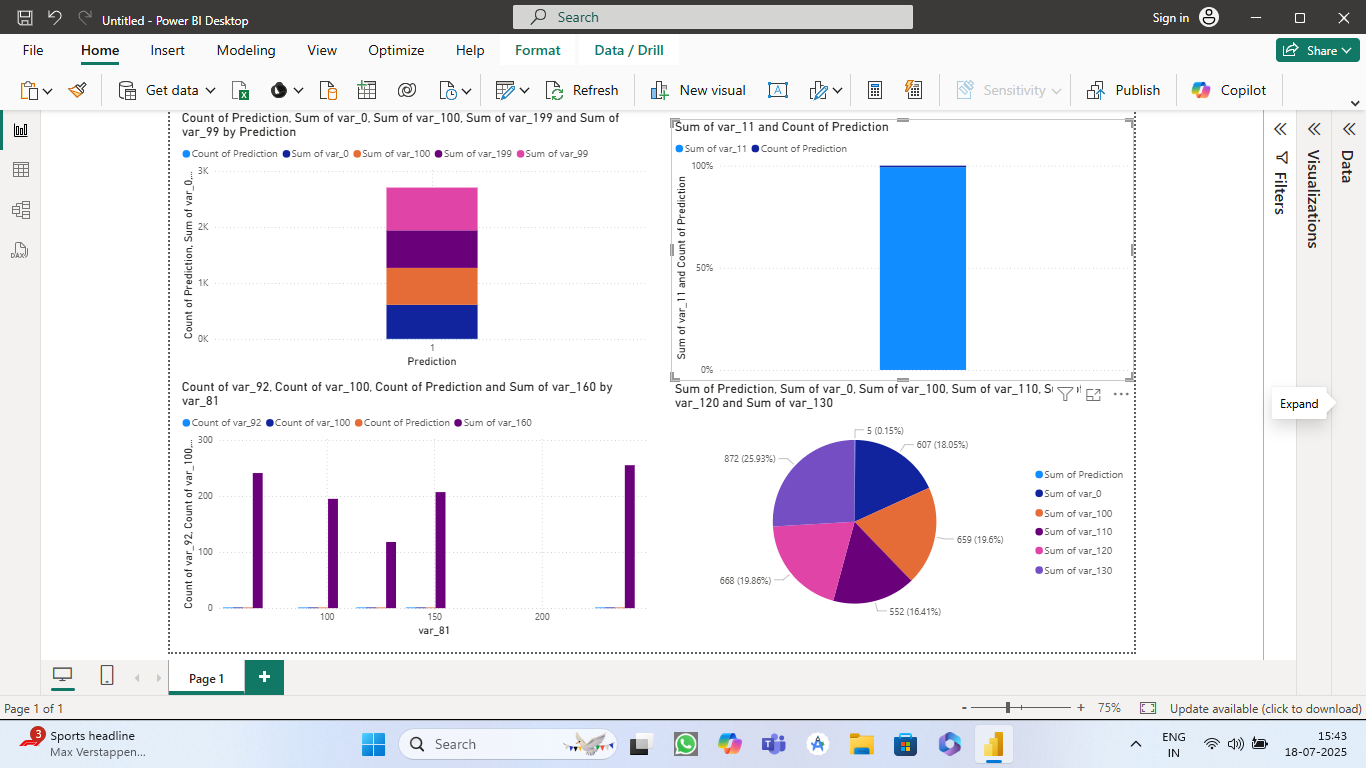 Untitled - Power BI Desktop
Search
Sign in
File
Home
Insert
Modeling
View
Optimize
Help
Format
Data / Drill
Share
Get data
Refresh
New visual
Sensitivity
Publish
Copilot
Count of Prediction, Sum of var_0, Sum of var_100, Sum of var_199 and Sum of
var_99 by Prediction
Count of Prediction Sum of var_0 Sum of var_100 Sum of var_199 Sum of var_99
Count of Prediction, Sum of var_0...
3K
2K
1K
0K
1
Prediction
Sum of var_11 and Count of Prediction
Sum of var_11 Count of Prediction
Sum of var_11 and Count of Prediction
100%
50%
0%
Count of var_92, Count of var_100, Count of Prediction and Sum of var_160 by
var_81
Count of var_92 Count of var_100 Count of Prediction Sum of var_160
Count of var_92, Count of var_100...
300
200
100
0
100
150
200
var_81
Sum of Prediction, Sum of var_0, Sum of var_100, Sum of var_110,
var_120 and Sum of var_130
5 (0.15%)
607 (18.05%)
659 (19.6%)
552 (16.41%)
668 (19.86%)
872 (25.93%)
Sum of Prediction
Sum of var_0
Sum of var_100
Sum of var_110
Sum of var_120
Sum of var_130
Filters
Visualizations
Data
Expand
DAX
Page 1
Page 1 of 1
75%
Update available (click to download)
3
Sports headline
Max Verstappen...
Search
ENG
IN
15:43
18-07-2025